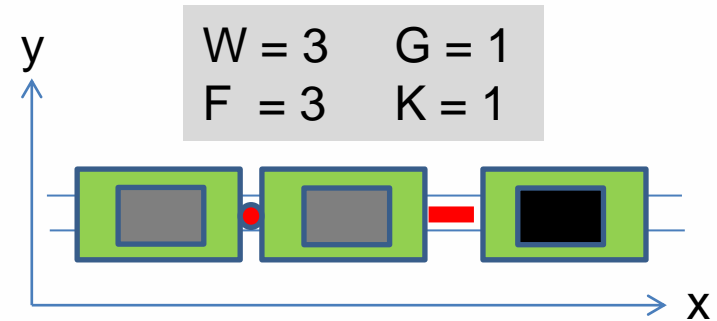 y
W = 3 G = 1
F = 3 K = 1
x